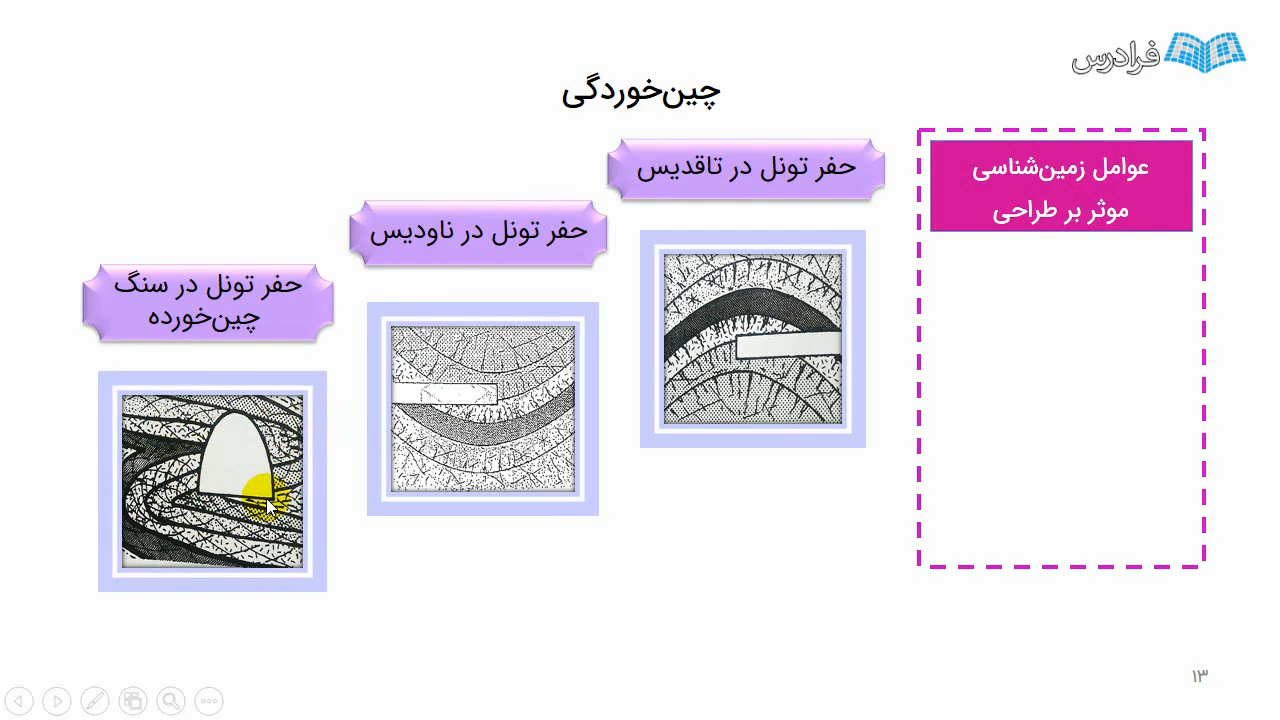 فرادرس
چین‌خوردگی
عوامل زمین‌شناسی
موثر بر طراحی
حفر تونل در تاقدیس
حفر تونل در ناودیس
حفر تونل در سنگ
چین‌خورده
۱۳